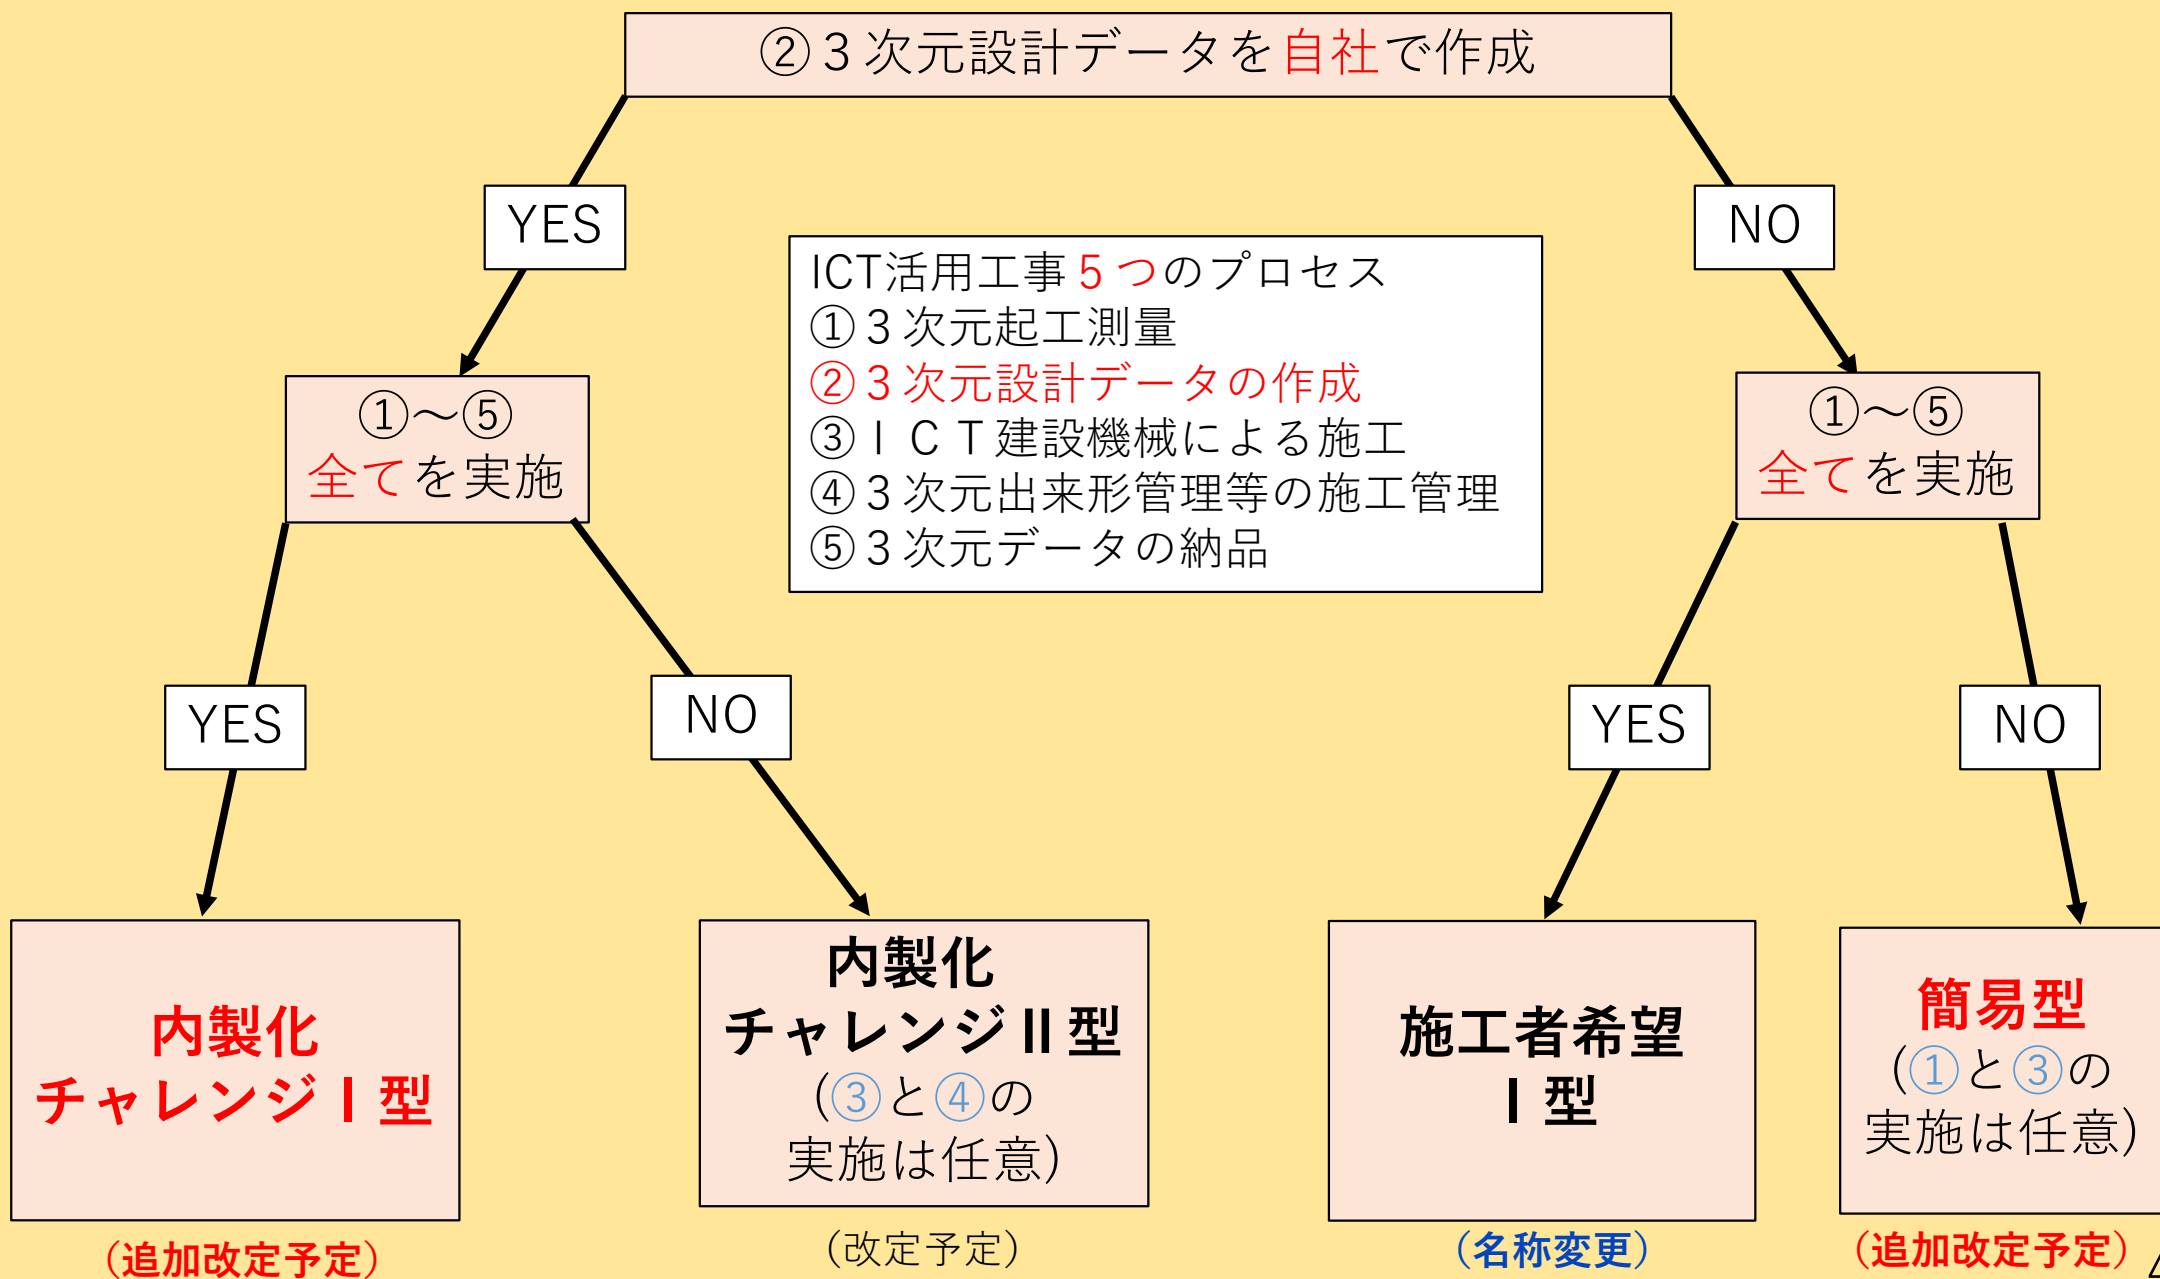 ②３次元設計データを自社で作成
YES
NO
ICT活用工事５つのプロセス
①３次元起工測量
②３次元設計データの作成
③ＩＣＴ建設機械による施工
④３次元出来形管理等の施工管理
⑤３次元データの納品
①～⑤
全てを実施
①～⑤
全てを実施
YES
NO
YES
NO
内製化
チャレンジⅠ型
（追加改定予定）
内製化
チャレンジⅡ型
（③と④の
実施は任意）
（改定予定）
施工者希望
Ⅰ型
（名称変更）
簡易型
（①と③の
実施は任意）
（追加改定予定）